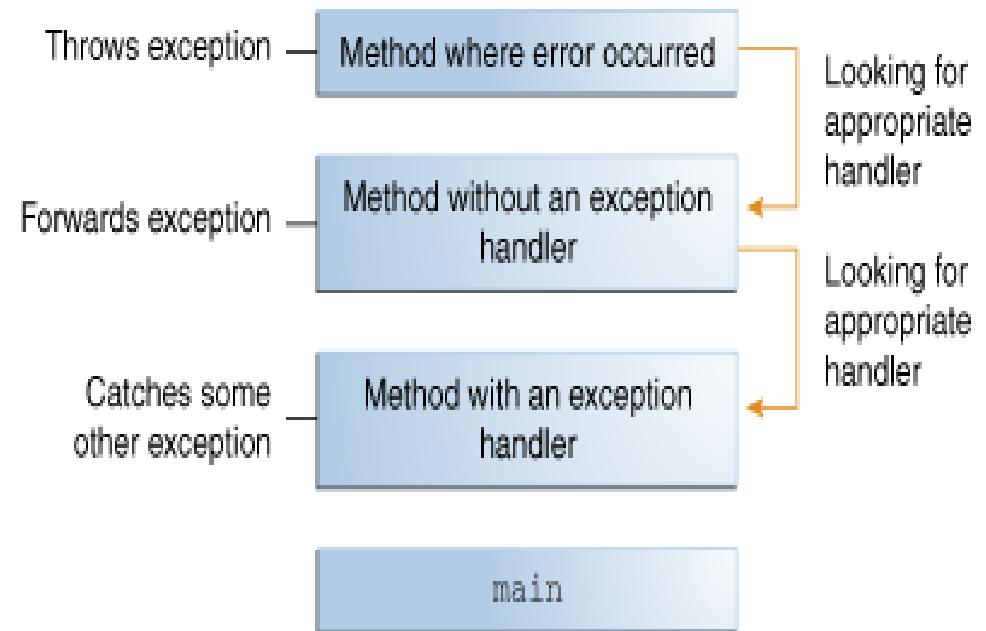 Throws exception
Method where error occurred
Looking for
appropriate
handler
Forwards exception
Method without an exception
handler
Looking for
appropriate
handler
Catches some
other exception
Method with an exception
handler
main